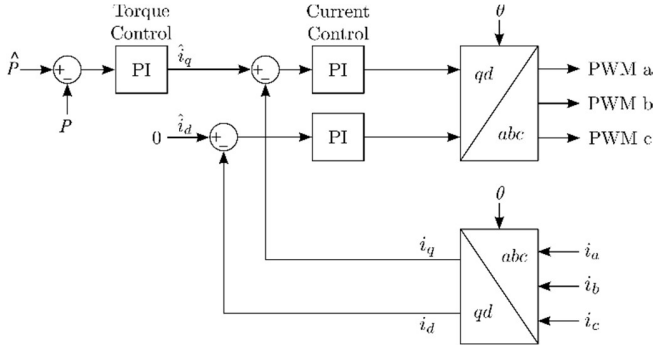 Torque
Control
Current
Control
θ
P̂
+
−
PI
î_q
+
−
PI
qd
abc
PWM a
PWM b
PWM c
P
0
î_d
+
−
PI
θ
i_q
abc
i_a
i_b
i_d
qd
i_c